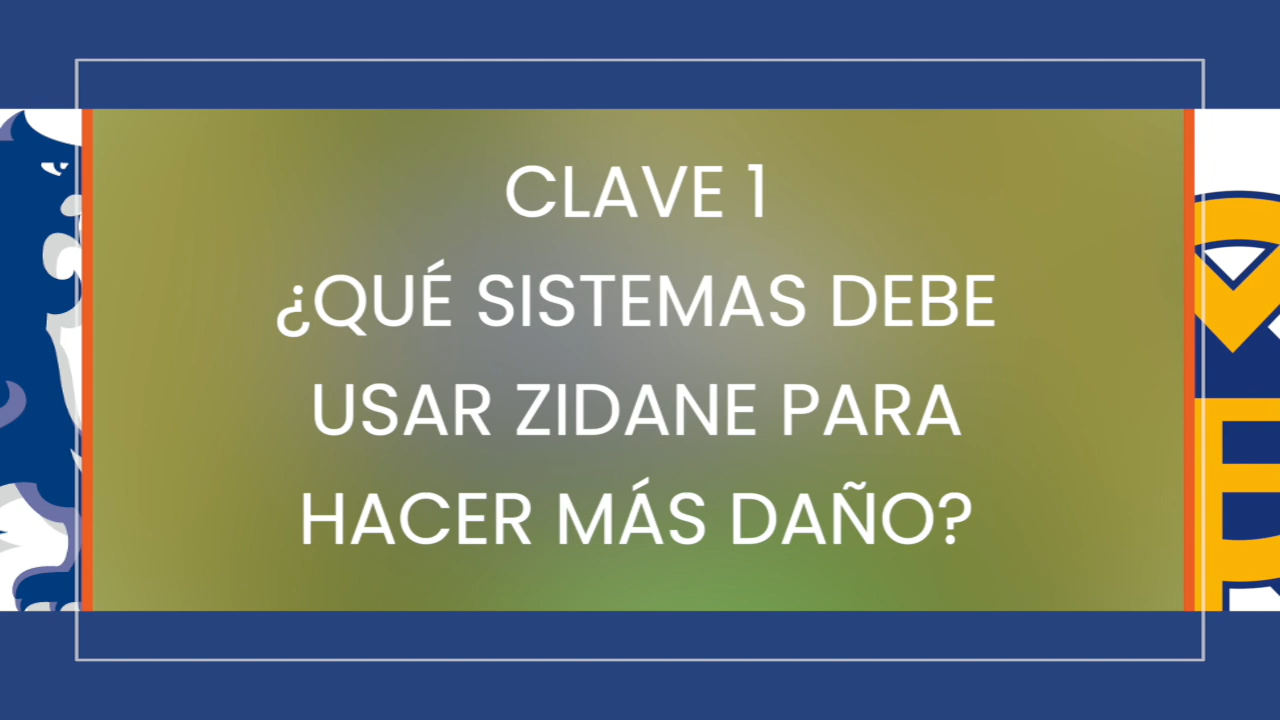 CLAVE 1
¿QUÉ SISTEMAS DEBE
USAR ZIDANE PARA
HACER MÁS DAÑO?